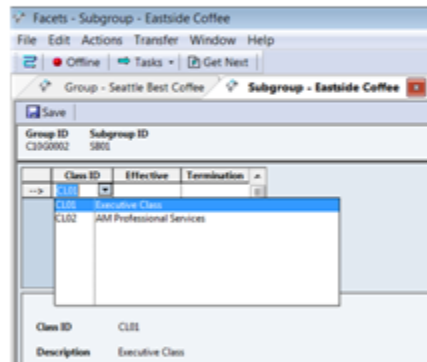 Facets - Subgroup - Eastside Coffee
File Edit Actions Transfer Window Help
Offline Tasks Get Next
Group - Seattle Best Coffee Subgroup - Eastside Coffee
Save
Group ID Subgroup ID
C10G0002 SB01
Class ID Effective Termination
--> CL01
CL01 Executive Class
CL02 AM Professional Services
Class ID CL01
Description Executive Class